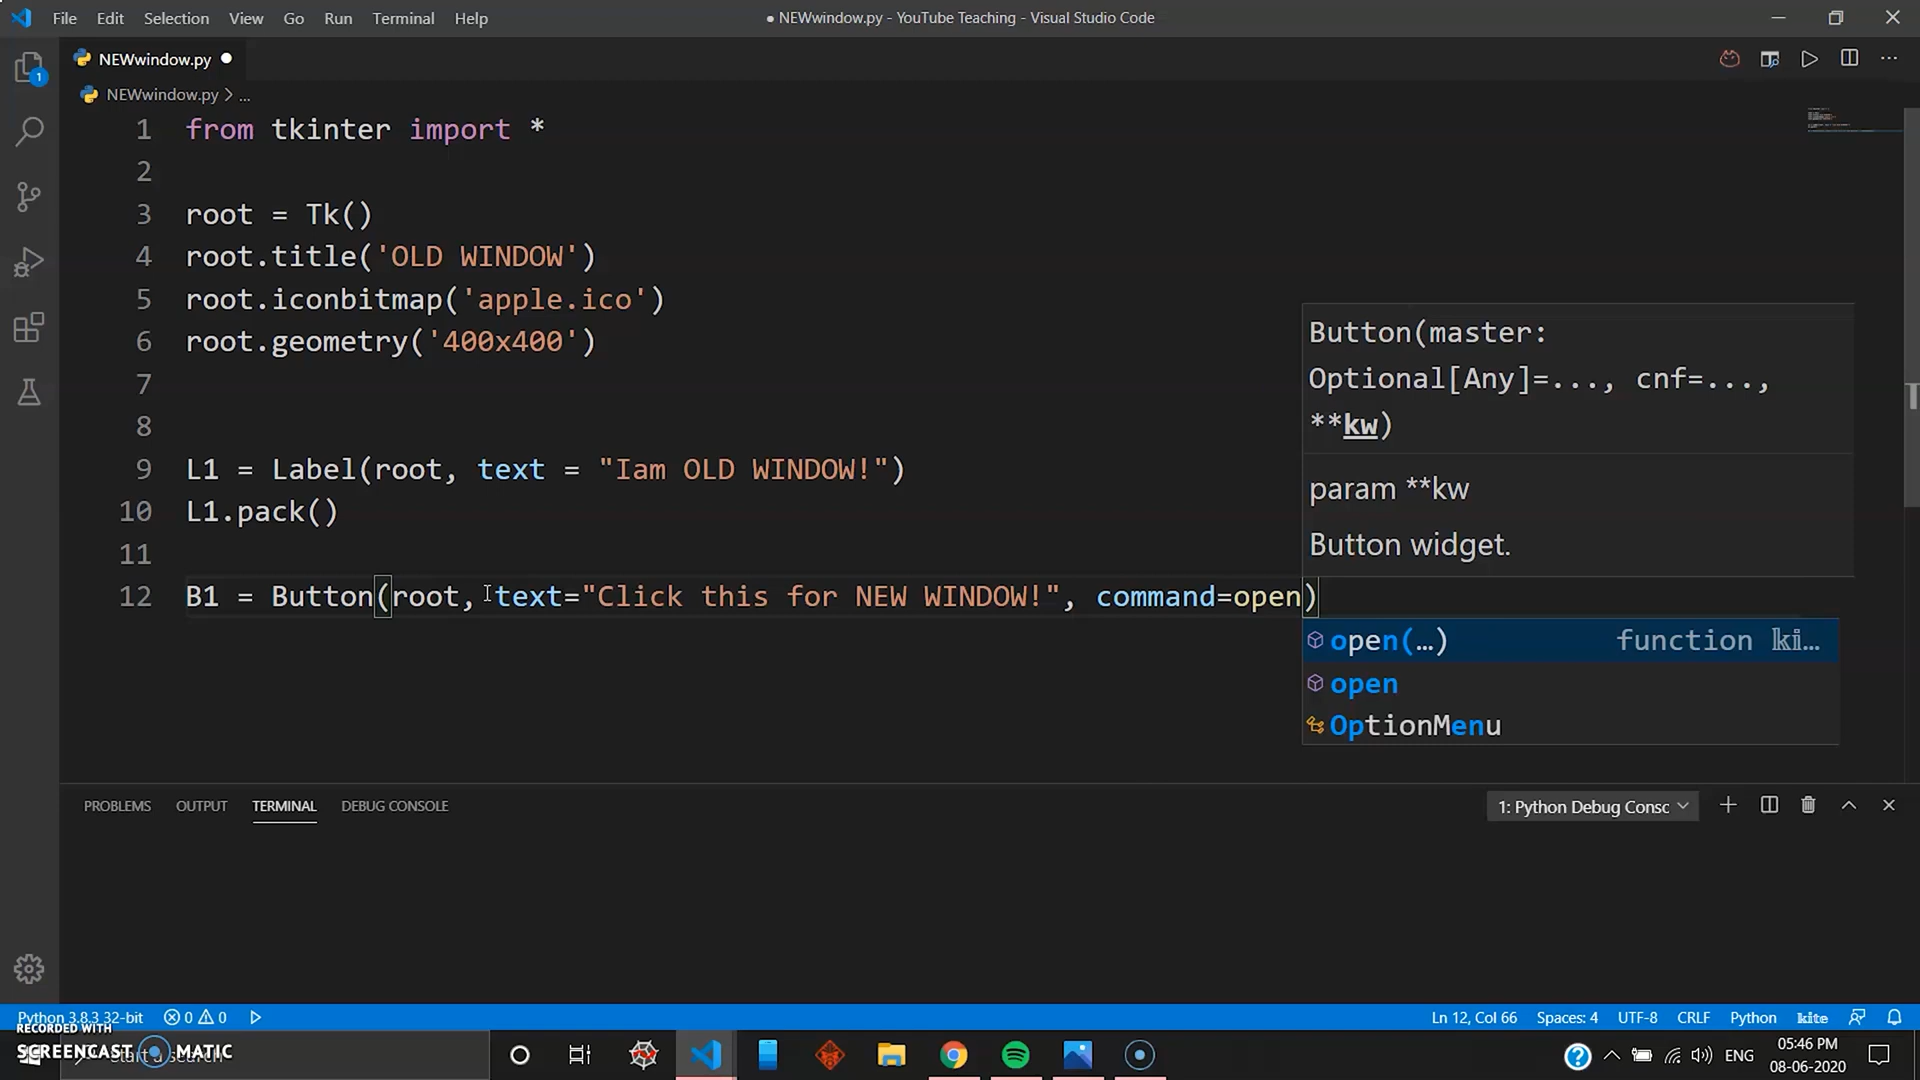 File Edit Selection View Go Run Terminal Help
● NEWwindow.py - YouTube Teaching - Visual Studio Code
1
NEWwindow.py
NEWwindow.py > ...
1 from tkinter import *
2
3 root = Tk()
4 root.title('OLD WINDOW')
5 root.iconbitmap('apple.ico')
6 root.geometry('400x400')
7
8
9 L1 = Label(root, text = "Iam OLD WINDOW!")
10 L1.pack()
11
12 B1 = Button(root, text="Click this for NEW WINDOW!", command=open)
Button(master:
Optional[Any]=..., cnf=...,
**kw)
param **kw
Button widget.
open(…) function ki…
open
OptionMenu
PROBLEMS OUTPUT TERMINAL DEBUG CONSOLE
1: Python Debug Consc
Python 3.8.3 32-bit 0 0
Ln 12, Col 66 Spaces: 4 UTF-8 CRLF Python kite
RECORDED WITH
SCREENCAST MATIC
Start a search
ENG
05:46 PM
08-06-2020